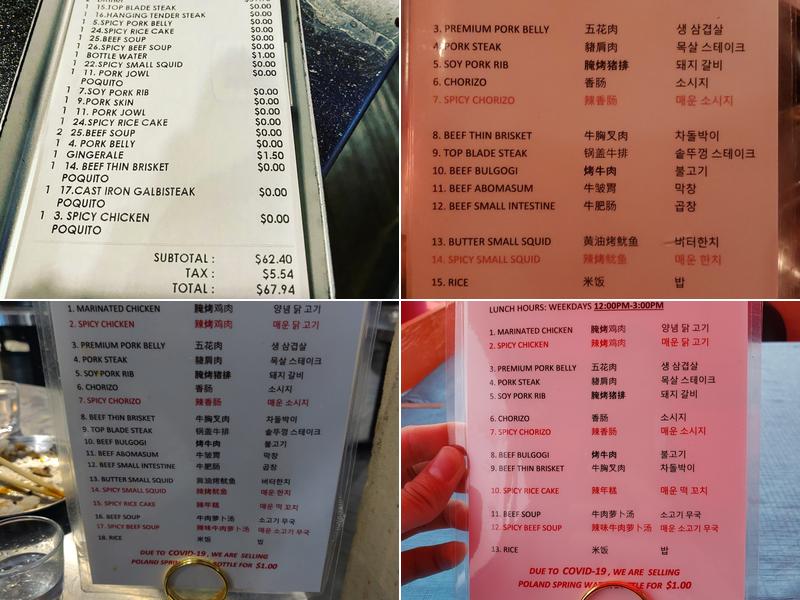 1 15.TOP BLADE STEAK $0.00
1 16.HANGING TENDER STEAK $0.00
1 5.SPICY PORK BELLY $0.00
1 24.SPICY RICE CAKE $0.00
1 25.BEEF SOUP $0.00
1 26.SPICY BEEF SOUP $0.00
1 BOTTLE WATER $1.00
1 22.SPICY SMALL SQUID $0.00
1 11. PORK JOWL $0.00
POQUITO
1 7.SOY PORK RIB $0.00
1 9.PORK SKIN $0.00
1 11. PORK JOWL $0.00
1 24.SPICY RICE CAKE $0.00
2 25.BEEF SOUP $0.00
1 4. PORK BELLY $0.00
1 GINGERALE $1.50
1 14. BEEF THIN BRISKET $0.00
POQUITO
1 17.CAST IRON GALBISTEAK $0.00
POQUITO
1 3. SPICY CHICKEN $0.00
POQUITO
SUBTOTAL : $62.40
TAX : $5.54
TOTAL : $67.94
3. PREMIUM PORK BELLY 五花肉 생 삼겹살
4. PORK STEAK 豬肩肉 목살 스테이크
5. SOY PORK RIB 腌烤猪排 돼지 갈비
6. CHORIZO 香肠 소시지
7. SPICY CHORIZO 辣香肠 매운 소시지
8. BEEF THIN BRISKET 牛胸叉肉 차돌박이
9. TOP BLADE STEAK 锅盖牛排 솥뚜껑 스테이크
10. BEEF BULGOGI 烤牛肉 불고기
11. BEEF ABOMASUM 牛皱胃 막창
12. BEEF SMALL INTESTINE 牛肥肠 곱창
13. BUTTER SMALL SQUID 黄油烤鱿鱼 버터한치
14. SPICY SMALL SQUID 辣烤鱿鱼 매운 한치
15. RICE 米饭 밥
1. MARINATED CHICKEN 腌烤鸡肉 양념 닭 고기
2. SPICY CHICKEN 辣烤鸡肉 매운 닭 고기
3. PREMIUM PORK BELLY 五花肉 생 삼겹살
4. PORK STEAK 豬肩肉 목살 스테이크
5. SOY PORK RIB 腌烤猪排 돼지 갈비
6. CHORIZO 香肠 소시지
7. SPICY CHORIZO 辣香肠 매운 소시지
8. BEEF THIN BRISKET 牛胸叉肉 차돌박이
9. TOP BLADE STEAK 锅盖牛排 솥뚜껑 스테이크
10. BEEF BULGOGI 烤牛肉 불고기
11. BEEF ABOMASUM 牛皱胃 막창
12. BEEF SMALL INTESTINE 牛肥肠 곱창
13. BUTTER SMALL SQUID 黄油烤鱿鱼 버터한치
14. SPICY SMALL SQUID 辣烤鱿鱼 매운 한치
15. SPICY RICE CAKE 辣年糕 매운 떡 꼬치
16. BEEF SOUP 牛肉萝卜汤 소고기 무국
17. SPICY BEEF SOUP 辣味牛肉萝卜汤 매운 소고기 무국
18. RICE 米饭 밥
DUE TO COVID-19 , WE ARE SELLING
POLAND SPRING BOTTLE FOR $1.00
LUNCH HOURS: WEEKDAYS 12:00PM-3:00PM
1. MARINATED CHICKEN 腌烤鸡肉 양념 닭 고기
2. SPICY CHICKEN 辣烤鸡肉 매운 닭 고기
3. PREMIUM PORK BELLY 五花肉 생 삼겹살
4. PORK STEAK 豬肩肉 목살 스테이크
5. SOY PORK RIB 腌烤猪排 돼지 갈비
6. CHORIZO 香肠 소시지
7. SPICY CHORIZO 辣香肠 매운 소시지
8. BEEF BULGOGI 烤牛肉 불고기
9. BEEF THIN BRISKET 牛胸叉肉 차돌박이
10. SPICY RICE CAKE 辣年糕 매운 떡 꼬치
11. BEEF SOUP 牛肉萝卜汤 소고기 무국
12. SPICY BEEF SOUP 辣味牛肉萝卜汤 매운 소고기 무국
13. RICE 米饭 밥
DUE TO COVID-19 , WE ARE SELLING
POLAND SPRING BOTTLE FOR $1.00